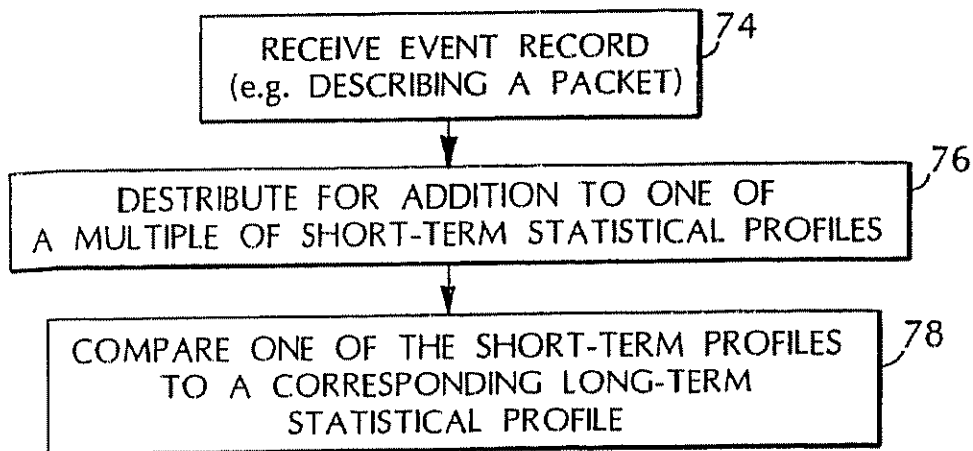 RECEIVE EVENT RECORD
(e.g. DESCRIBING A PACKET)
74
DESTRIBUTE FOR ADDITION TO ONE OF
A MULTIPLE OF SHORT-TERM STATISTICAL PROFILES
76
COMPARE ONE OF THE SHORT-TERM PROFILES
TO A CORRESPONDING LONG-TERM
STATISTICAL PROFILE
78